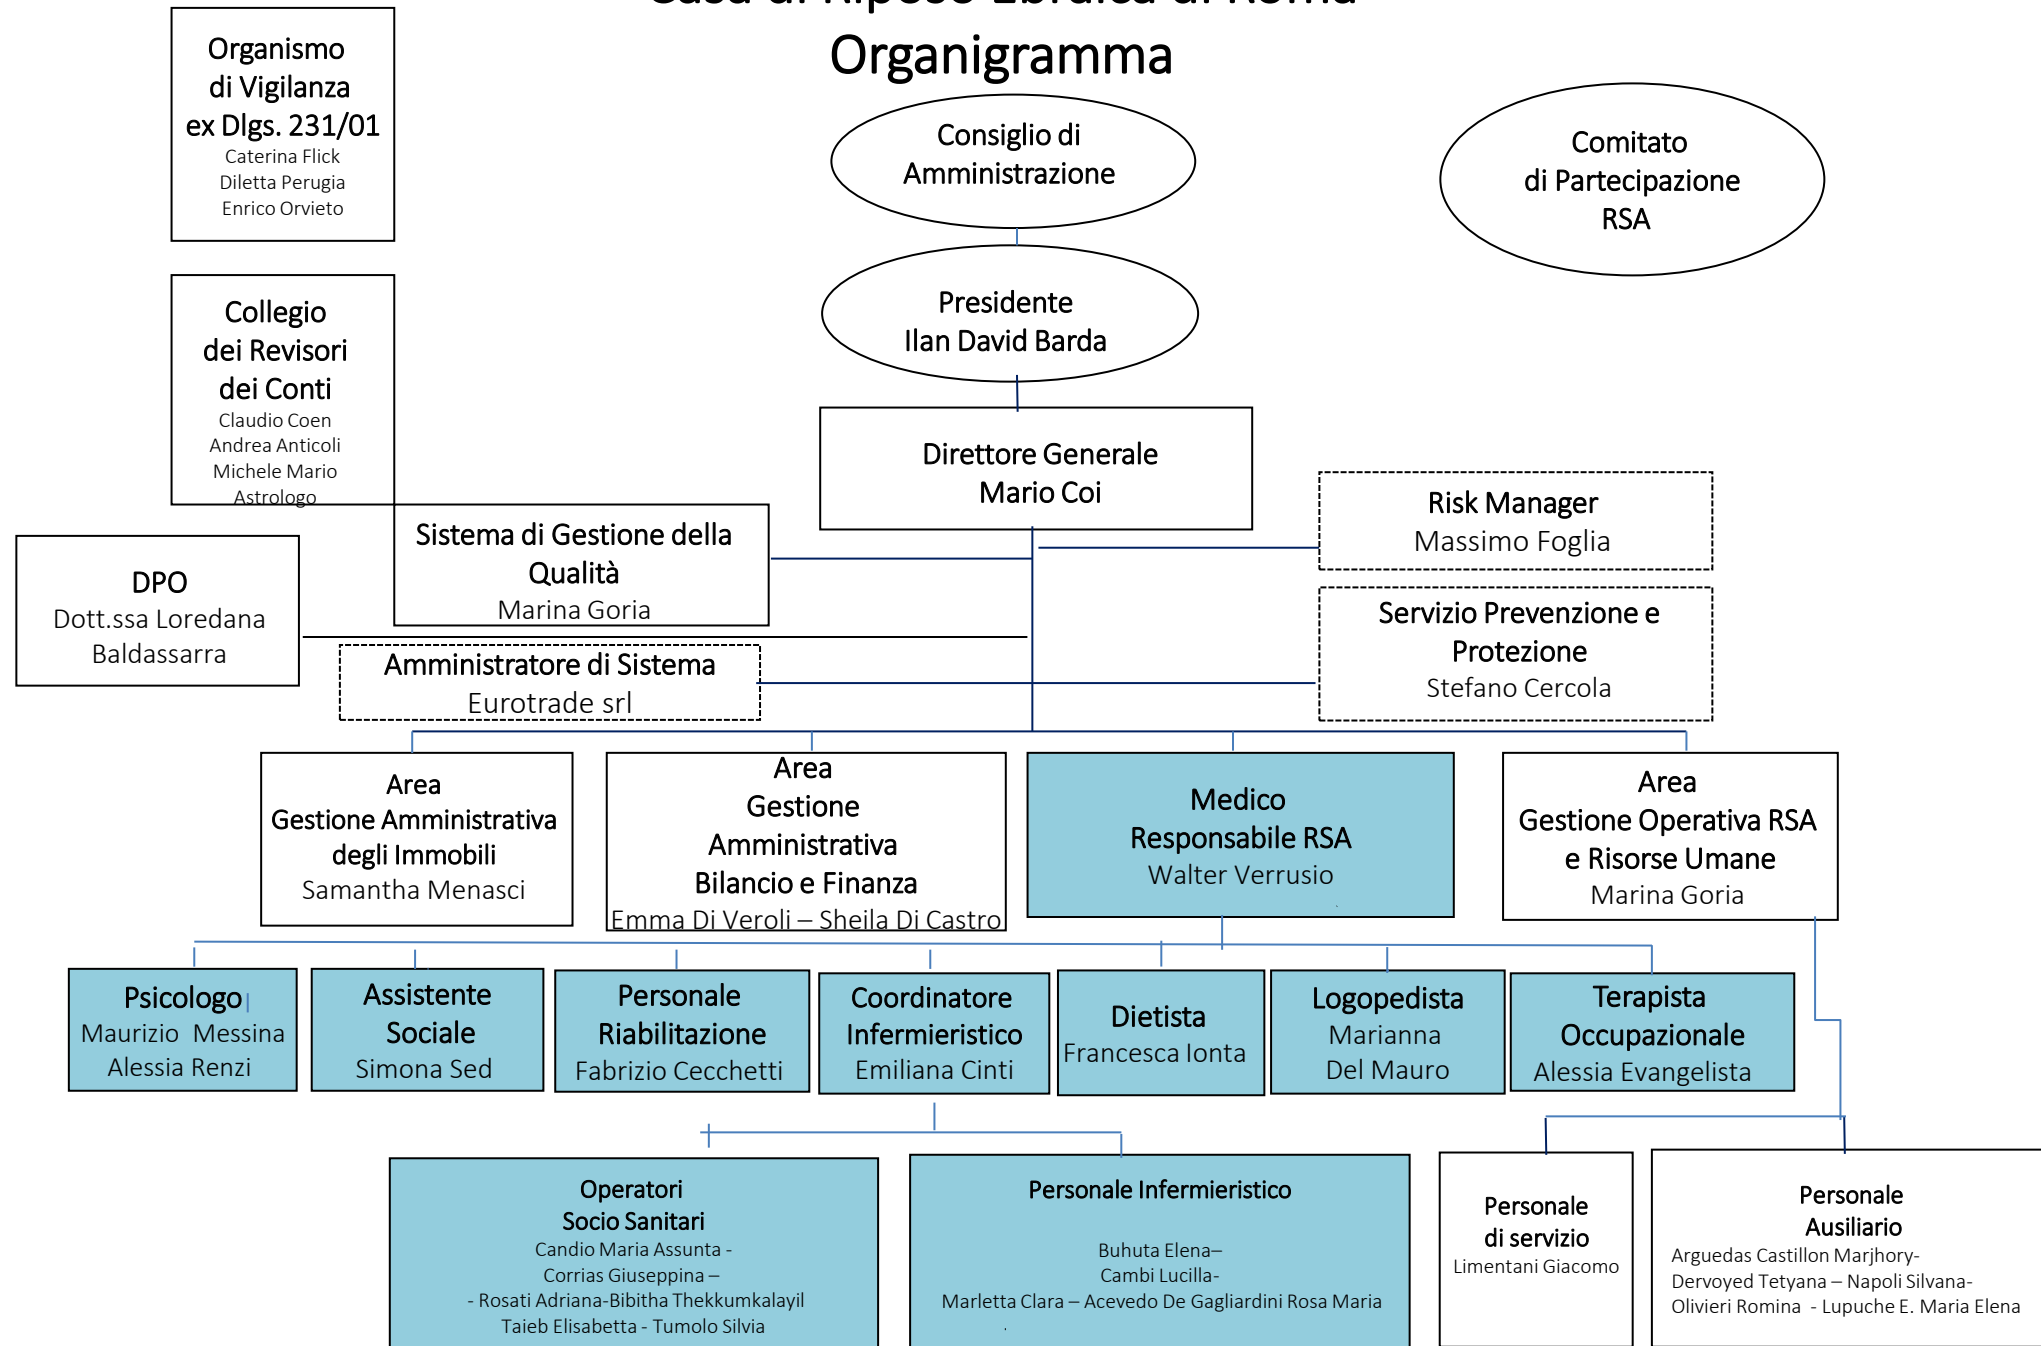 Casa di Riposo Ebraica di Roma
Organigramma
Organismo
di Vigilanza
ex Dlgs. 231/01
Caterina Flick
Diletta Perugia
Enrico Orvieto
Consiglio di
Amministrazione
Comitato
di Partecipazione
RSA
Collegio
dei Revisori
dei Conti
Claudio Coen
Andrea Anticoli
Michele Mario
Astrologo
Presidente
Ilan David Barda
Direttore Generale
Mario Coi
Risk Manager
Massimo Foglia
Sistema di Gestione della
Qualità
Marina Goria
DPO
Dott.ssa Loredana
Baldassarra
Servizio Prevenzione e
Protezione
Stefano Cercola
Amministratore di Sistema
Eurotrade srl
Area
Gestione Amministrativa
degli Immobili
Samantha Menasci
Area
Gestione
Amministrativa
Bilancio e Finanza
Emma Di Veroli – Sheila Di Castro
Medico
Responsabile RSA
Walter Verrusio
Area
Gestione Operativa RSA
e Risorse Umane
Marina Goria
Psicologo
Maurizio  Messina
Alessia Renzi
Assistente
Sociale
Simona Sed
Personale
Riabilitazione
Fabrizio Cecchetti
Coordinatore
Infermieristico
Emiliana Cinti
Dietista
Francesca Ionta
Logopedista
Marianna
Del Mauro
Terapista
Occupazionale
Alessia Evangelista
Operatori
Socio Sanitari
Candio Maria Assunta -
Corrias Giuseppina –
- Rosati Adriana-Bibitha Thekkumkalayil
Taieb Elisabetta - Tumolo Silvia
Personale Infermieristico
Buhuta Elena–
Cambi Lucilla-
Marletta Clara – Acevedo De Gagliardini Rosa Maria
Personale
di servizio
Limentani Giacomo
Personale
Ausiliario
Arguedas Castillon Marjhory-
Dervoyed Tetyana – Napoli Silvana-
Olivieri Romina  - Lupuche E. Maria Elena